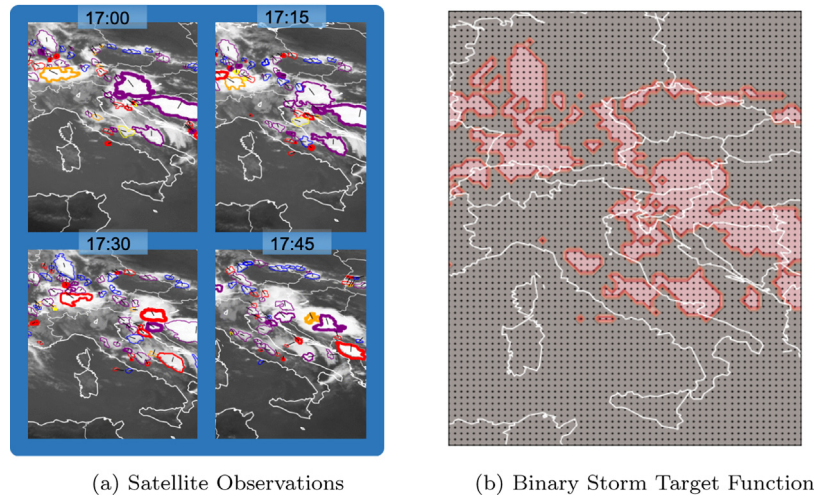 17:00
17:15
17:30
17:45
(a) Satellite Observations
(b) Binary Storm Target Function